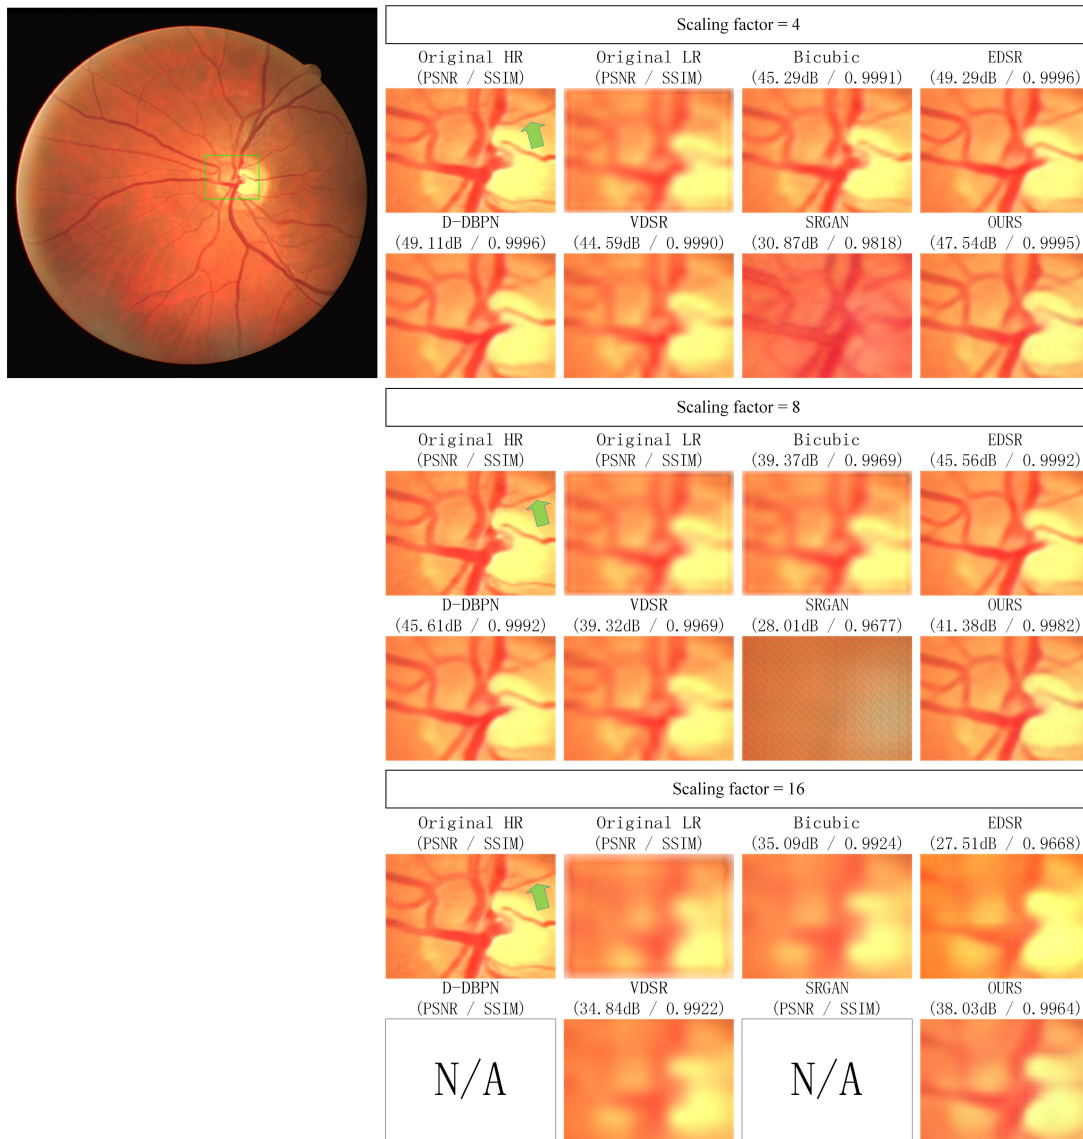 Scaling factor = 4
Original HR Original LR Bicubic EDSR
(PSNR / SSIM) (PSNR / SSIM) (45.29dB / 0.9991) (49.29dB / 0.9996)
D-DBPN VDSR SRGAN OURS
(49.11dB / 0.9996) (44.59dB / 0.9990) (30.87dB / 0.9818) (47.54dB / 0.9995)
Scaling factor = 8
Original HR Original LR Bicubic EDSR
(PSNR / SSIM) (PSNR / SSIM) (39.37dB / 0.9969) (45.56dB / 0.9992)
D-DBPN VDSR SRGAN OURS
(45.61dB / 0.9992) (39.32dB / 0.9969) (28.01dB / 0.9677) (41.38dB / 0.9982)
Scaling factor = 16
Original HR Original LR Bicubic EDSR
(PSNR / SSIM) (PSNR / SSIM) (35.09dB / 0.9924) (27.51dB / 0.9668)
D-DBPN VDSR SRGAN OURS
(PSNR / SSIM) (34.84dB / 0.9922) (PSNR / SSIM) (38.03dB / 0.9964)
N/A N/A